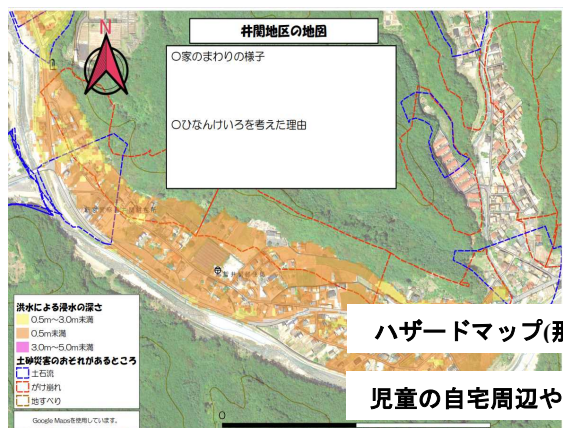 井関地区の地図
N
○家のまわりの様子
○ひなんけいろを考えた理由
洪水による浸水の深さ
0.5m～3.0m未満
0.5m未満
3.0m～5.0m未満
土砂災害のおそれがあるところ
土石流
がけ崩れ
地すべり
Google Mapsを使用しています。
0
ハザードマップ(那
児童の自宅周辺や